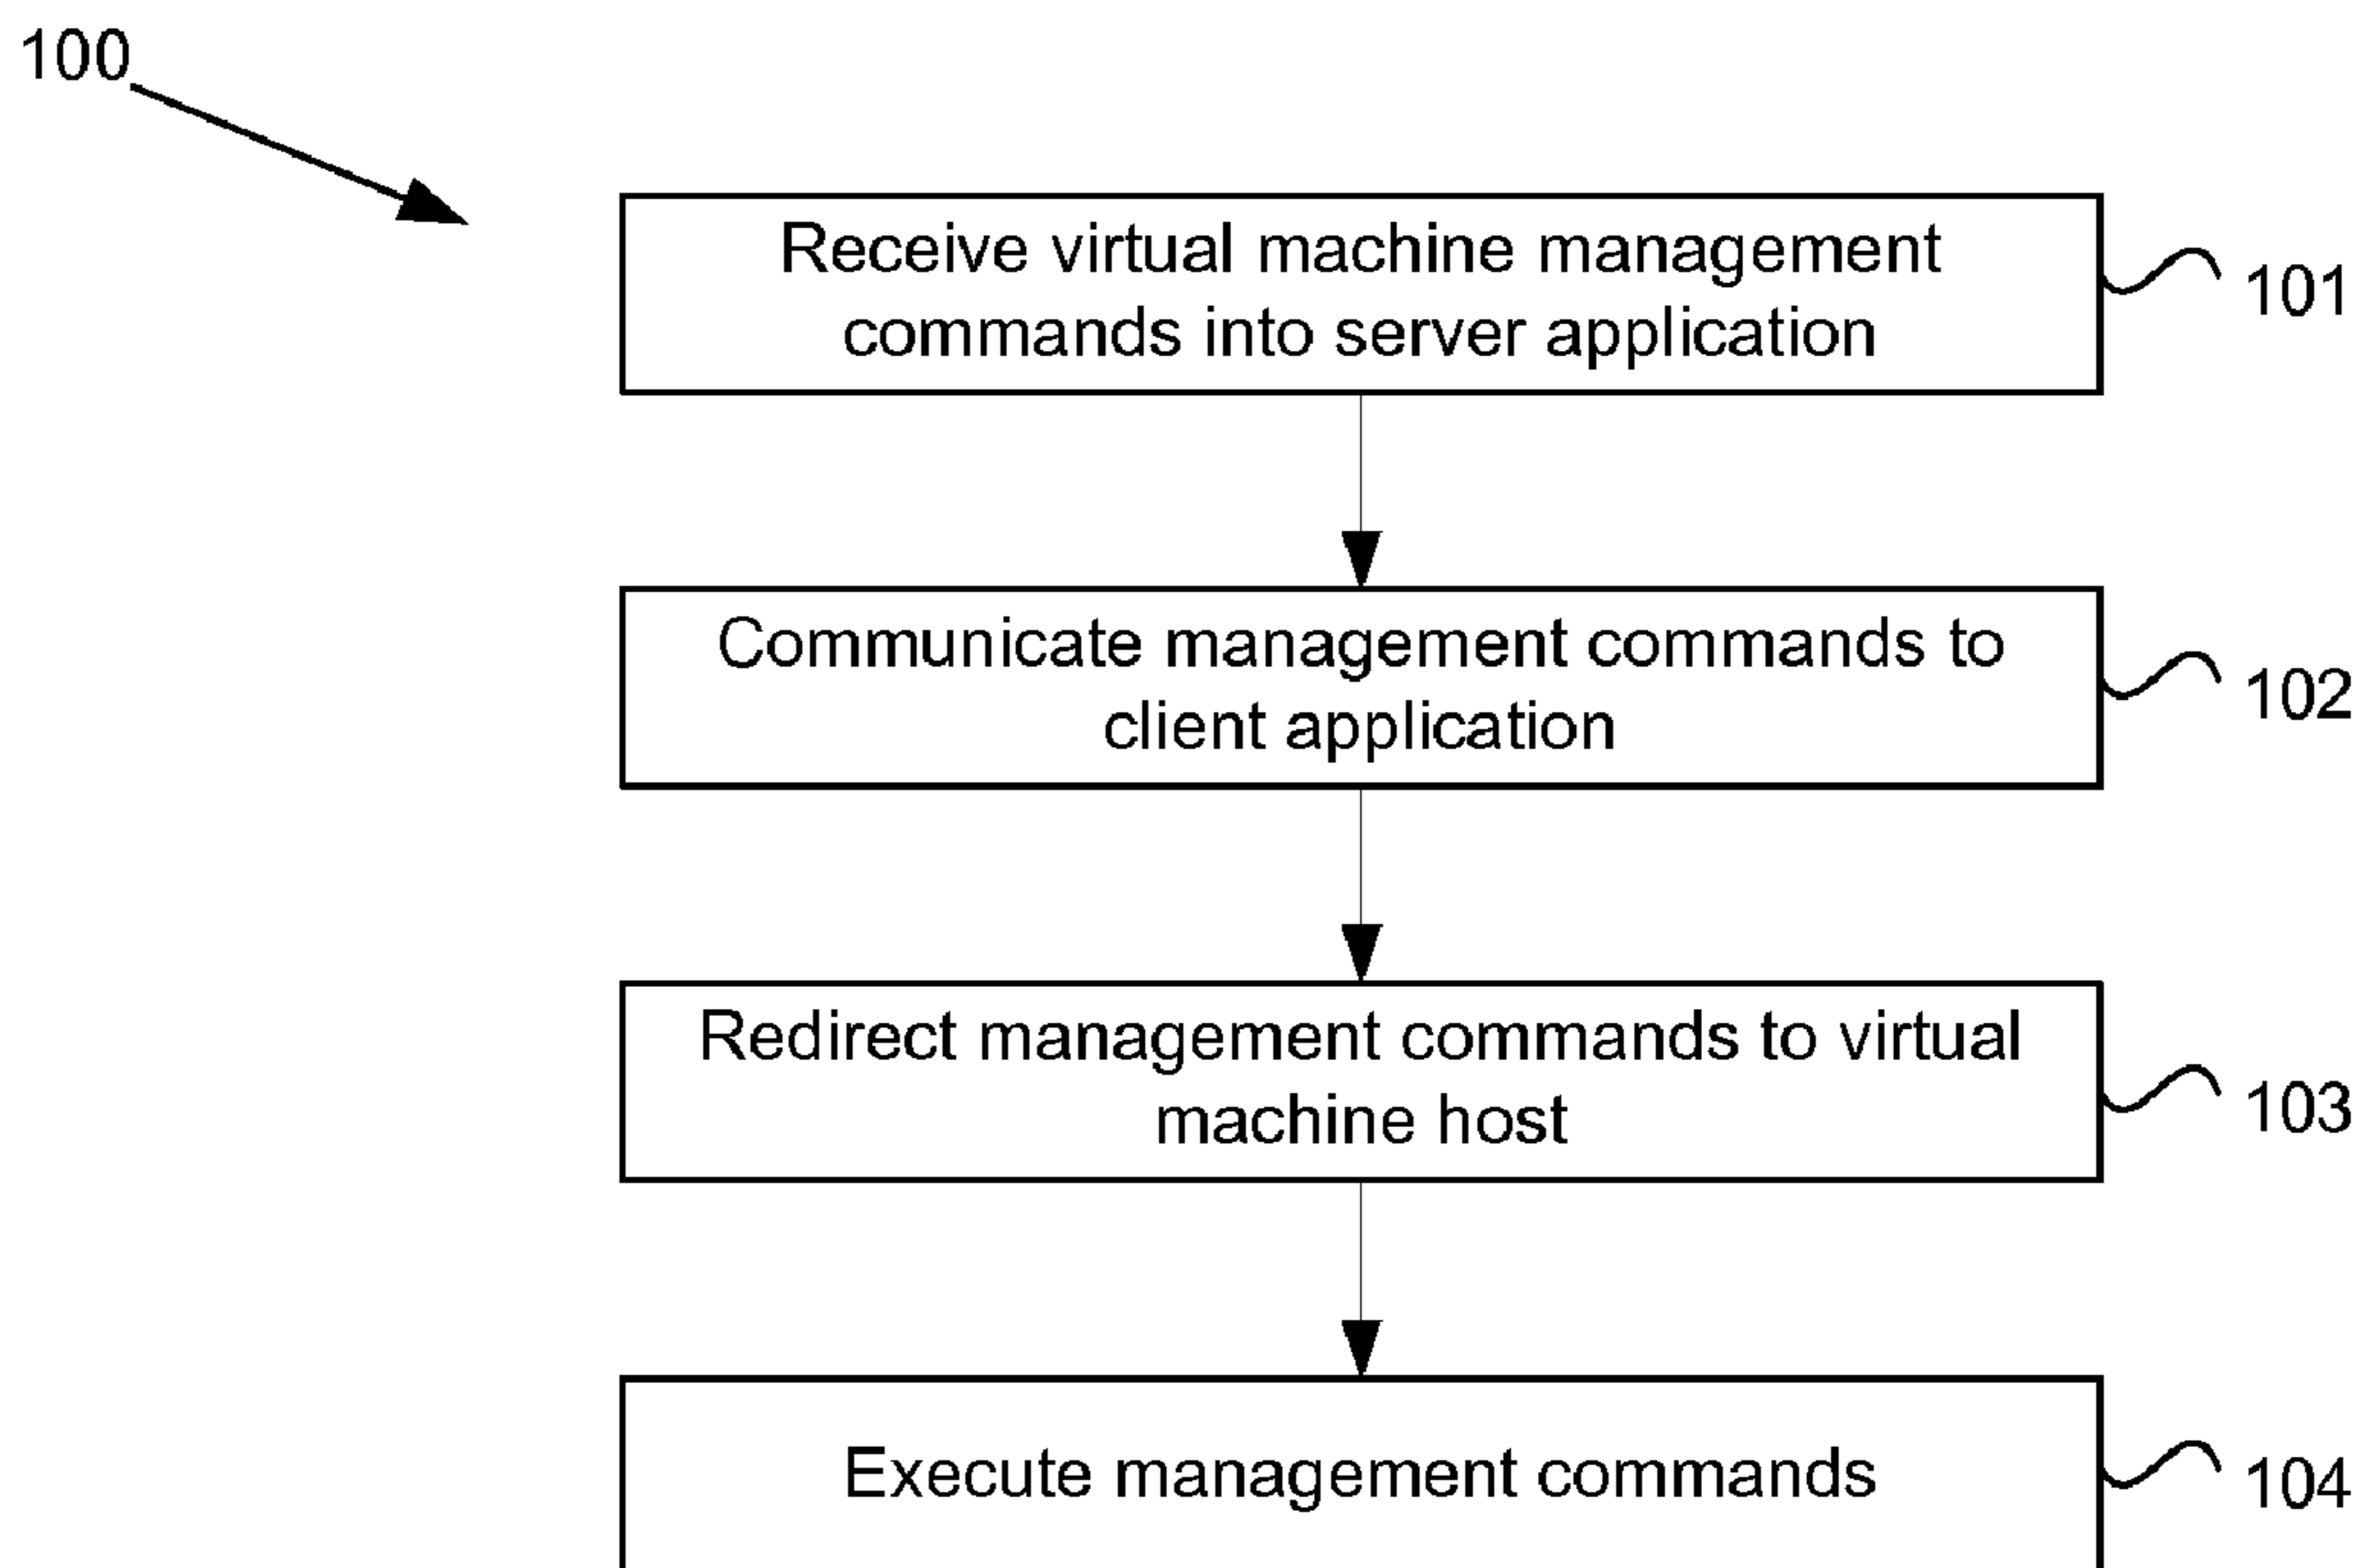 100
Receive virtual machine management
commands into server application
101
Communicate management commands to
client application
102
Redirect management commands to virtual
machine host
103
Execute management commands
104